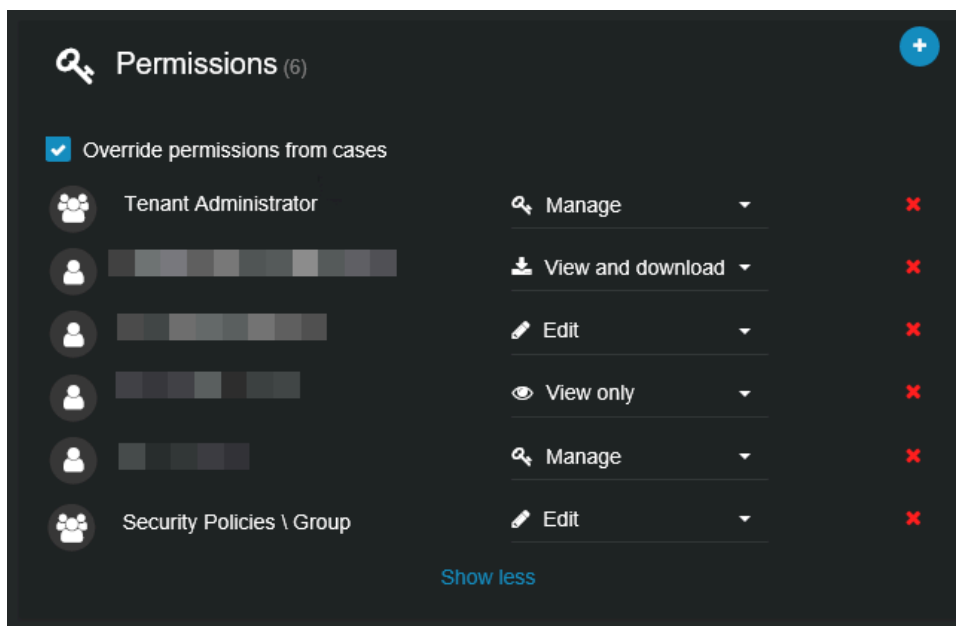 Permissions (6)
Override permissions from cases
Tenant Administrator Manage
View and download
Edit
View only
Manage
Security Policies \ Group Edit
Show less